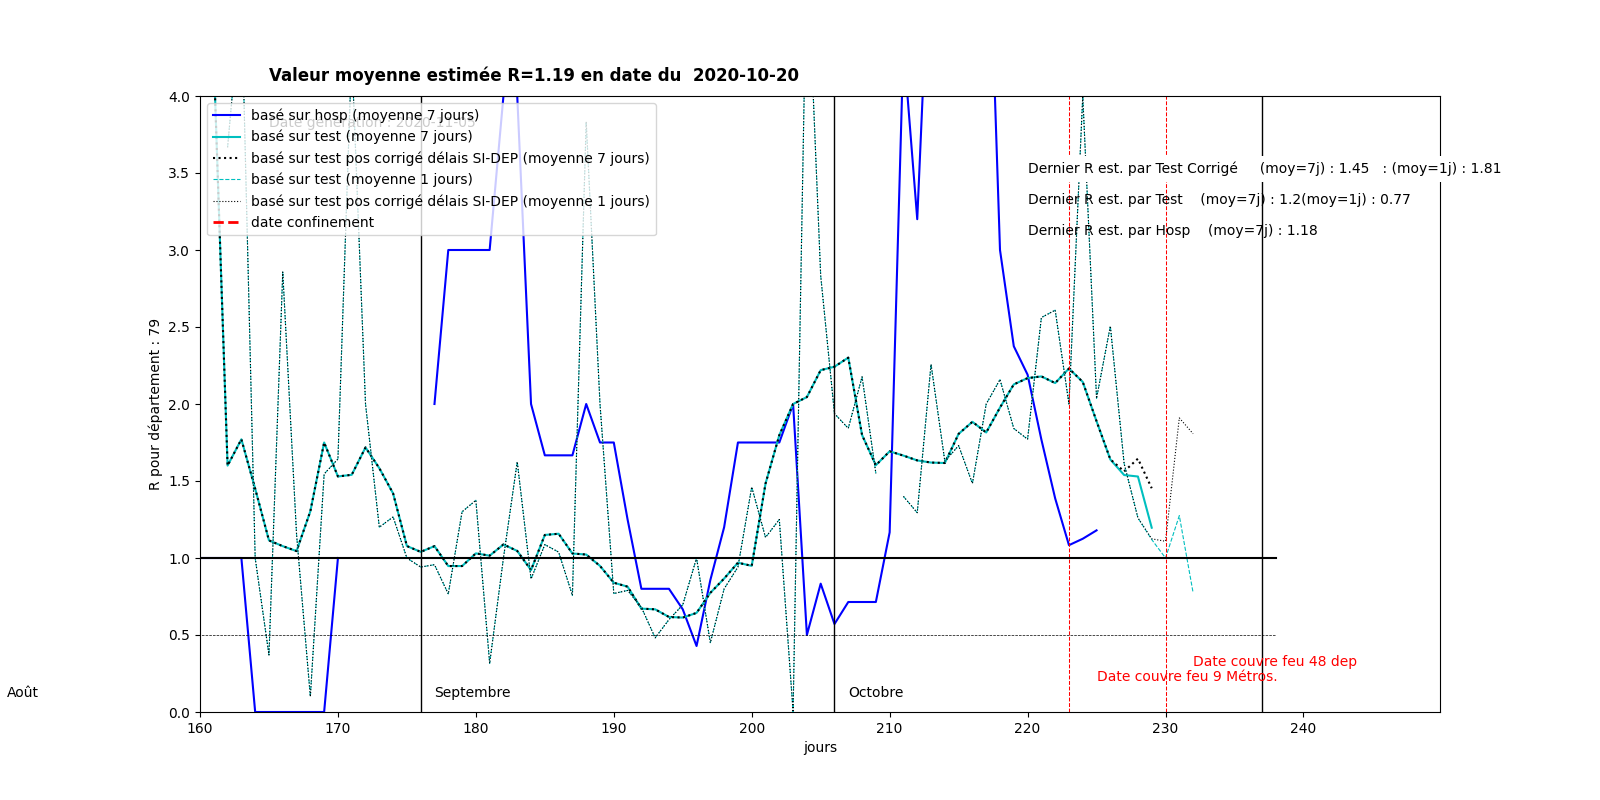 Valeur moyenne estimée R=1.19 en date du  2020-10-20
Date génération : 2020-11-05
basé sur hosp (moyenne 7 jours)
basé sur test (moyenne 7 jours)
basé sur test pos corrigé délais SI-DEP (moyenne 7 jours)
basé sur test (moyenne 1 jours)
basé sur test pos corrigé délais SI-DEP (moyenne 1 jours)
date confinement
Dernier R est. par Test Corrigé (moy=7j) : 1.45 : (moy=1j) : 1.81
Dernier R est. par Test (moy=7j) : 1.2(moy=1j) : 0.77
Dernier R est. par Hosp (moy=7j) : 1.18
4.0
3.5
3.0
2.5
2.0
1.5
1.0
0.5
0.0
R pour département : 79
Date couvre feu 48 dep
Date couvre feu 9 Métros.
Août
Septembre
Octobre
160 170 180 190 200 210 220 230 240
jours